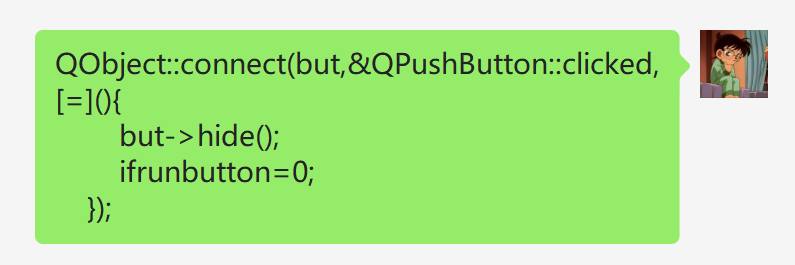 QObject::connect(but,&QPushButton::clicked,
[=](){
but->hide();
ifrunbutton=0;
});